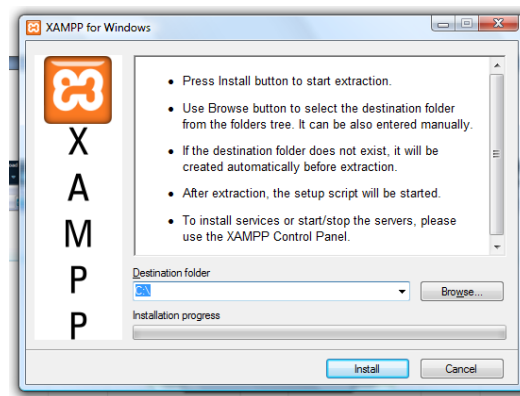 XAMPP for Windows
X
A
M
P
P
• Press Install button to start extraction.
• Use Browse button to select the destination folder
from the folders tree. It can be also entered manually.
• If the destination folder does not exist, it will be
created automatically before extraction.
• After extraction, the setup script will be started.
• To install services or start/stop the servers, please
use the XAMPP Control Panel.
Destination folder
C:\
Browse...
Installation progress
Install
Cancel